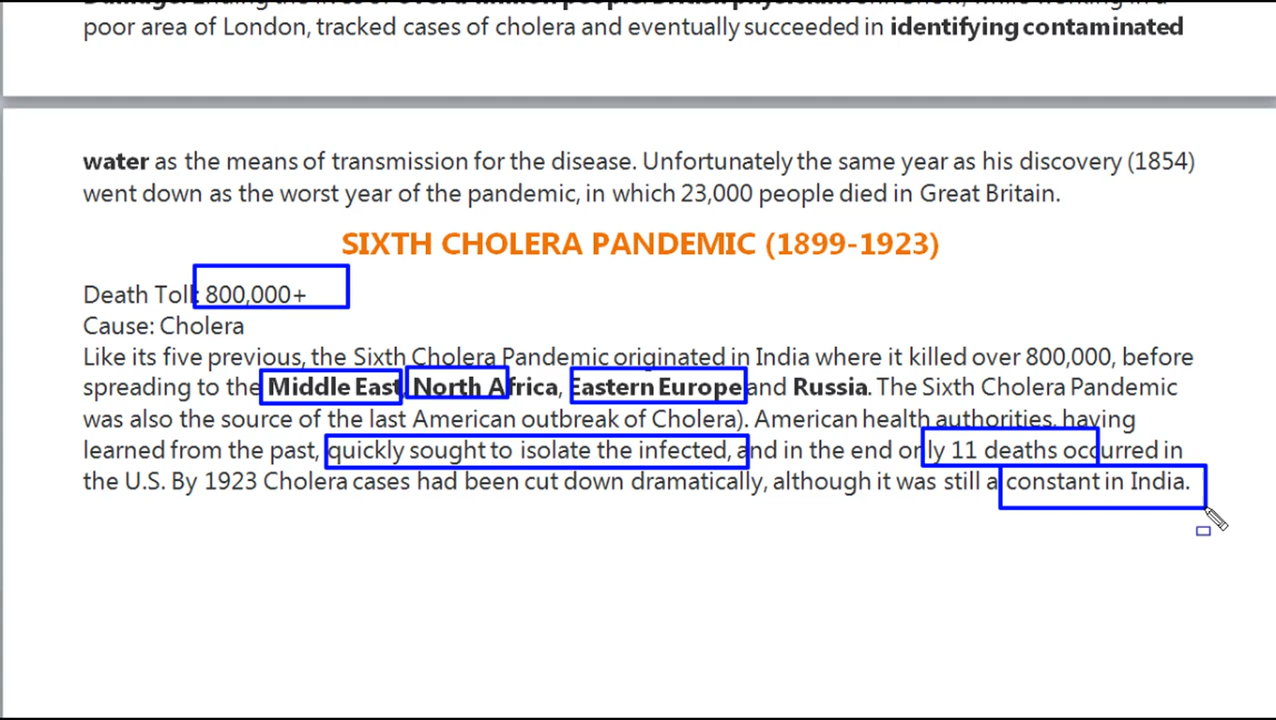 poor area of London, tracked cases of cholera and eventually succeeded in identifying contaminated
water as the means of transmission for the disease. Unfortunately the same year as his discovery (1854)
went down as the worst year of the pandemic, in which 23,000 people died in Great Britain.
SIXTH CHOLERA PANDEMIC (1899-1923)
Death Toll: 800,000+
Cause: Cholera
Like its five previous, the Sixth Cholera Pandemic originated in India where it killed over 800,000, before
spreading to the Middle East, North Africa, Eastern Europe and Russia. The Sixth Cholera Pandemic
was also the source of the last American outbreak of Cholera). American health authorities, having
learned from the past, quickly sought to isolate the infected, and in the end only 11 deaths occurred in
the U.S. By 1923 Cholera cases had been cut down dramatically, although it was still a constant in India.